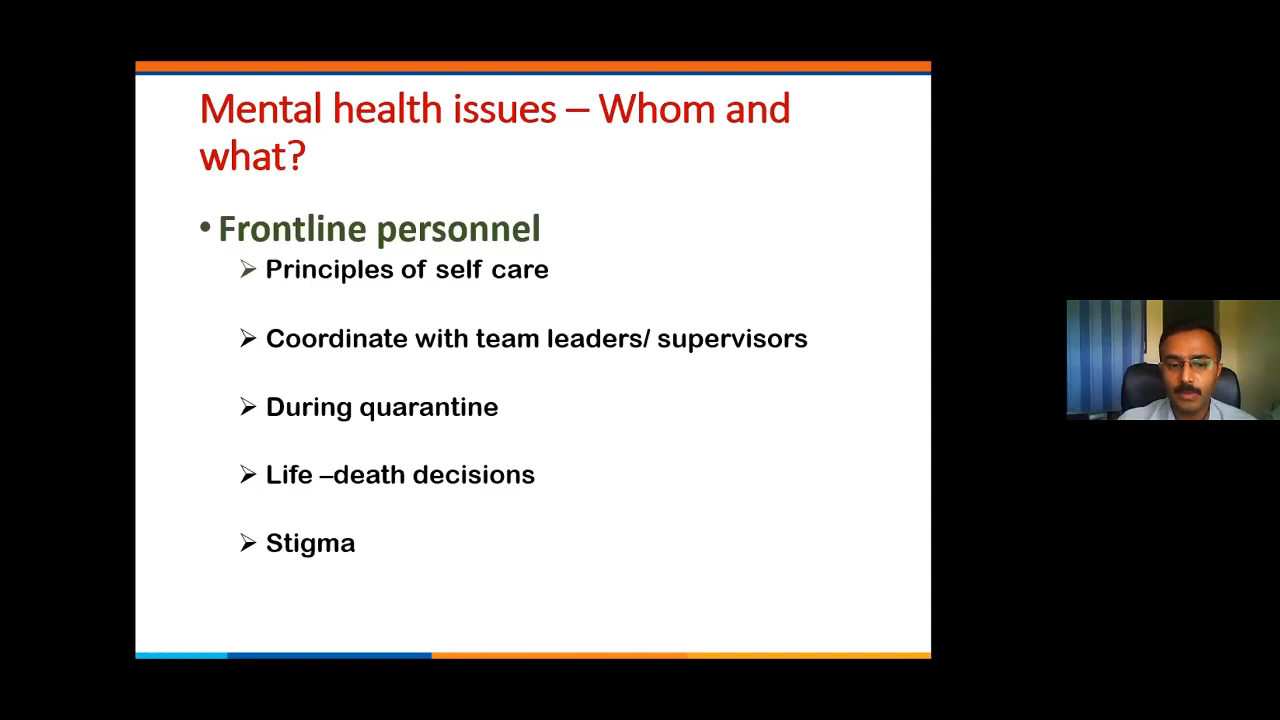 Mental health issues – Whom and
what?
• Frontline personnel
➢ Principles of self care
➢ Coordinate with team leaders/ supervisors
➢ During quarantine
➢ Life –death decisions
➢ Stigma